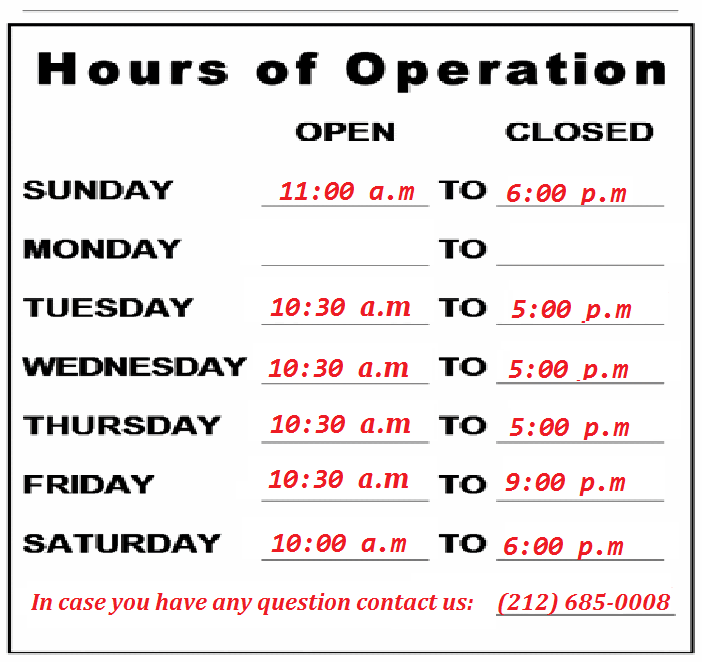 Hours of Operation
OPEN CLOSED
SUNDAY 11:00 a.m TO 6:00 p.m
MONDAY TO
TUESDAY 10:30 a.m TO 5:00 p.m
WEDNESDAY 10:30 a.m TO 5:00 p.m
THURSDAY 10:30 a.m TO 5:00 p.m
FRIDAY 10:30 a.m TO 9:00 p.m
SATURDAY 10:00 a.m TO 6:00 p.m
In case you have any question contact us: (212) 685-0008